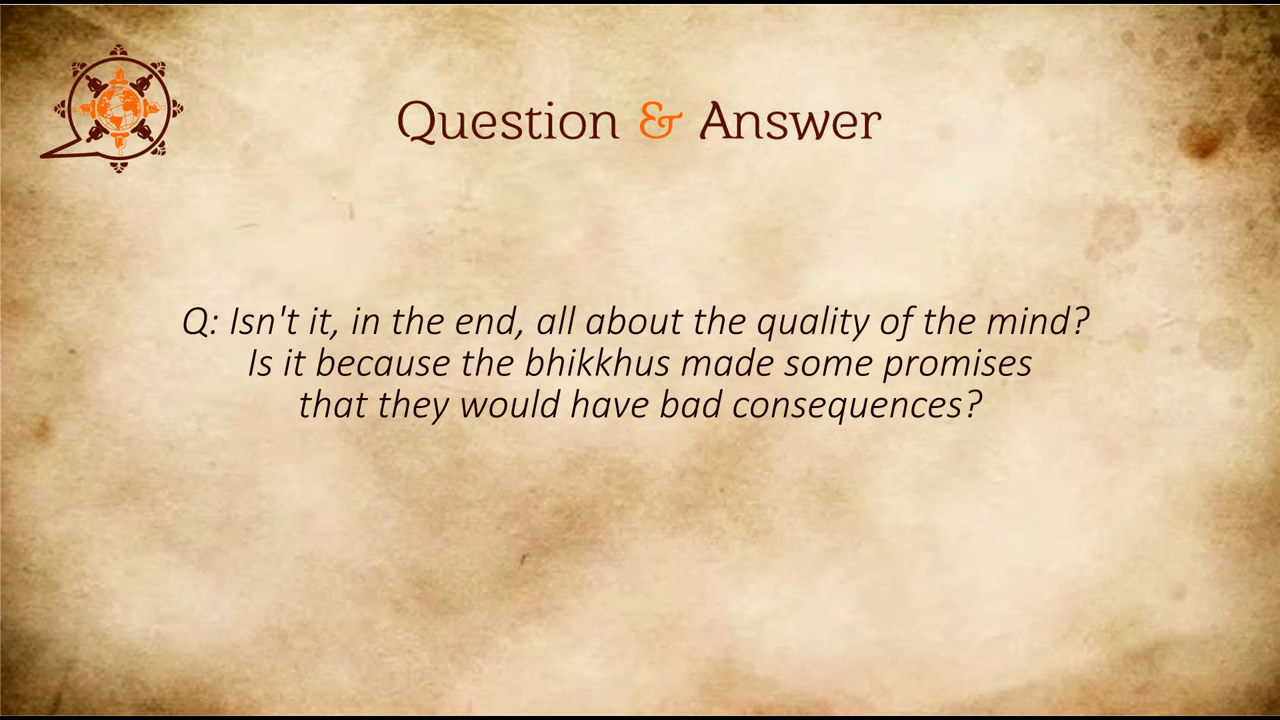 Question & Answer
Q: Isn't it, in the end, all about the quality of the mind?
Is it because the bhikkhus made some promises
that they would have bad consequences?